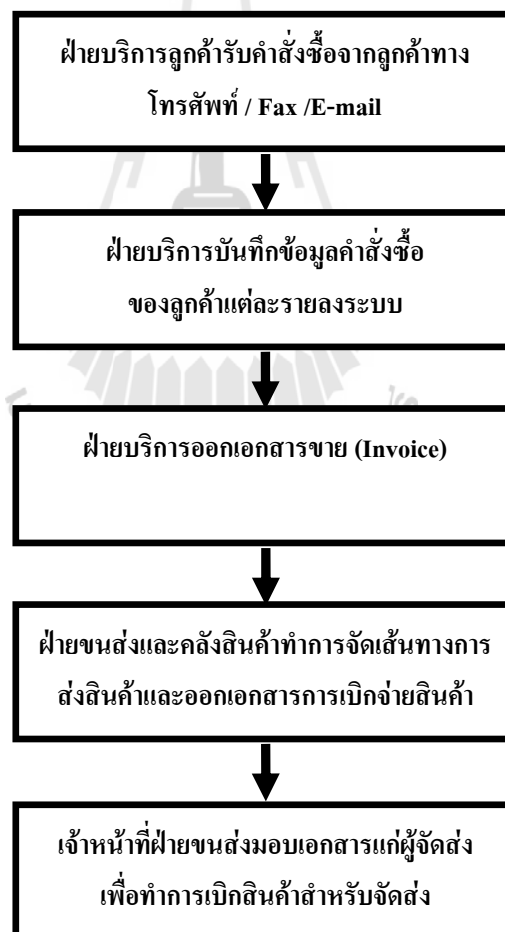 ฝ่ายบริการลูกค้ารับคำสั่งซื้อจากลูกค้าทาง
โทรศัพท์ / Fax /E-mail
ฝ่ายบริการบันทึกข้อมูลคำสั่งซื้อ
ของลูกค้าแต่ละรายลงระบบ
ฝ่ายบริการออกเอกสารขาย (Invoice)
ฝ่ายขนส่งและคลังสินค้าทำการจัดเส้นทางการ
ส่งสินค้าและออกเอกสารการเบิกจ่ายสินค้า
เจ้าหน้าที่ฝ่ายขนส่งมอบเอกสารแก่ผู้จัดส่ง
เพื่อทำการเบิกสินค้าสำหรับจัดส่ง